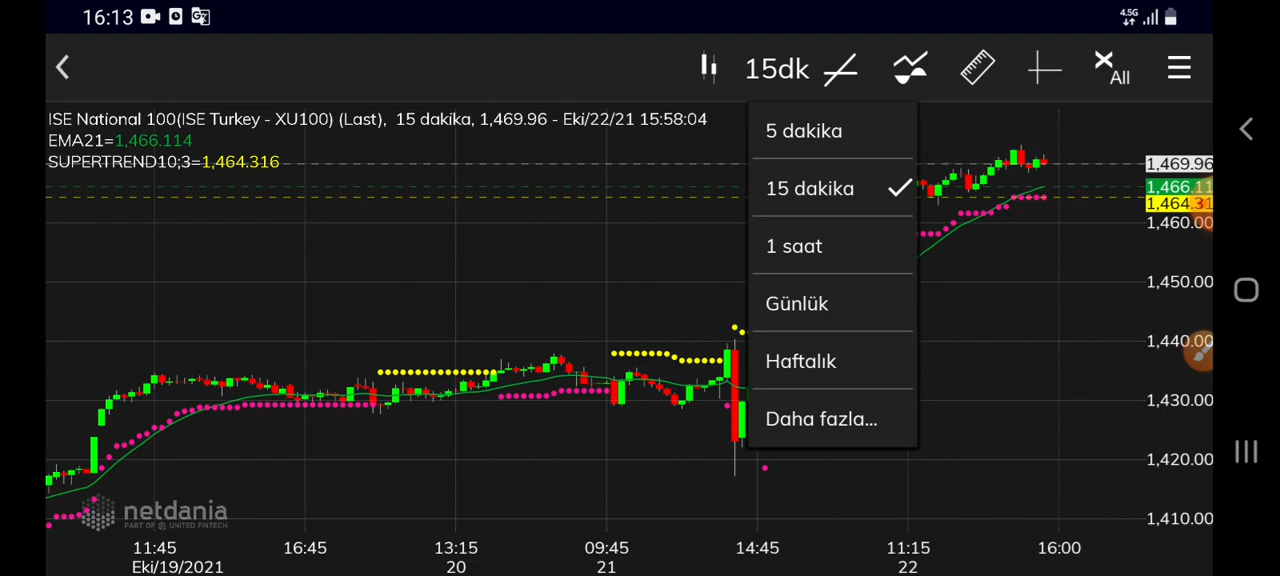 16:13
4.5G
15dk
All
ISE National 100(ISE Turkey - XU100) (Last), 15 dakika, 1,469.96 - Eki/22/21 15:58:04
EMA21=1,466.114
SUPERTREND10;3=1,464.316
5 dakika
15 dakika
1 saat
Günlük
Haftalık
Daha fazla...
1,469.96
1,466.11
1,464.31
1,460.00
1,450.00
1,440.00
1,430.00
1,420.00
1,410.00
netdania
PART OF UNITED FINTECH
11:45 16:45 13:15 09:45 14:45 11:15 16:00
Eki/19/2021 20 21 22